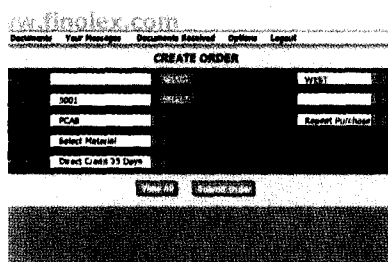 w.finolex.com
Documents Your Messages Documents Received Options Logout
CREATE ORDER
WEST
3001
PCAB Repeat Purchase
Select Material
Direct Credit 35 Days
View All Submit Order